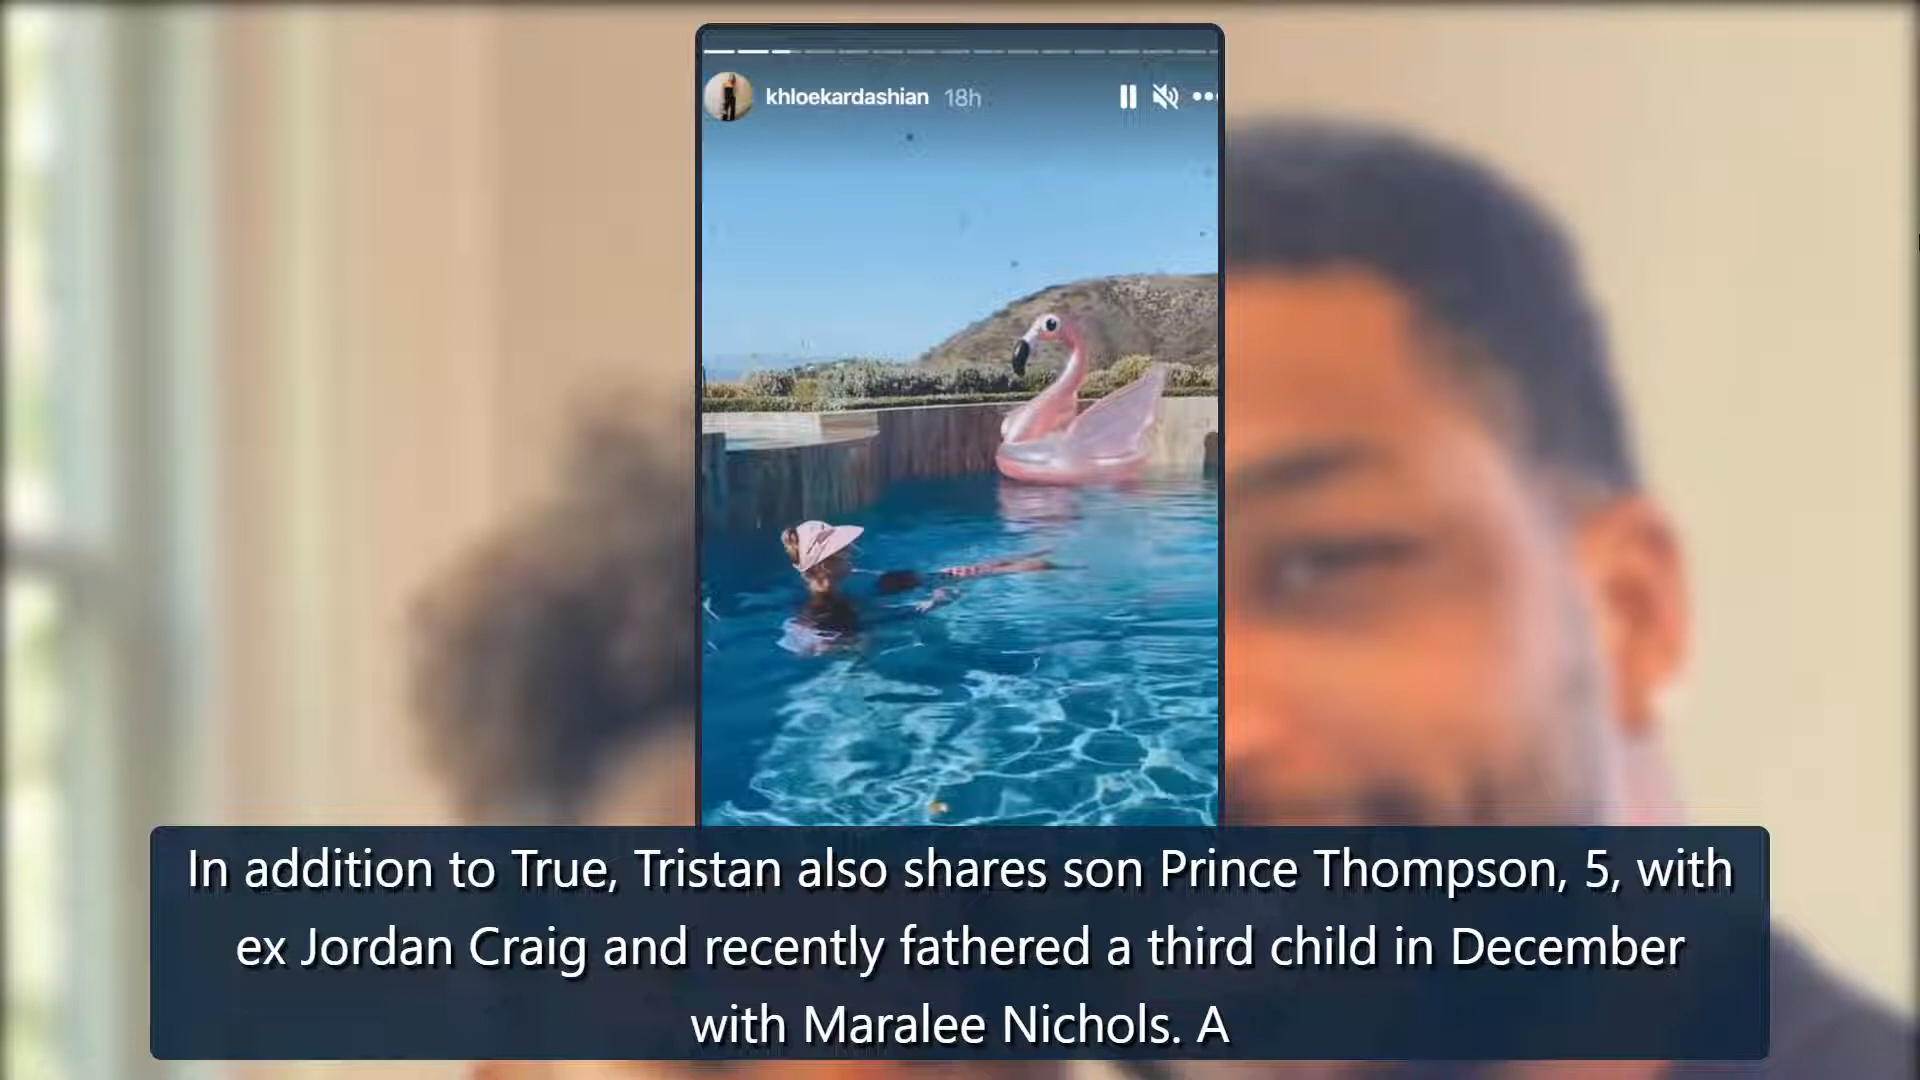 khloekardashian 18h
In addition to True, Tristan also shares son Prince Thompson, 5, with
ex Jordan Craig and recently fathered a third child in December
with Maralee Nichols. A